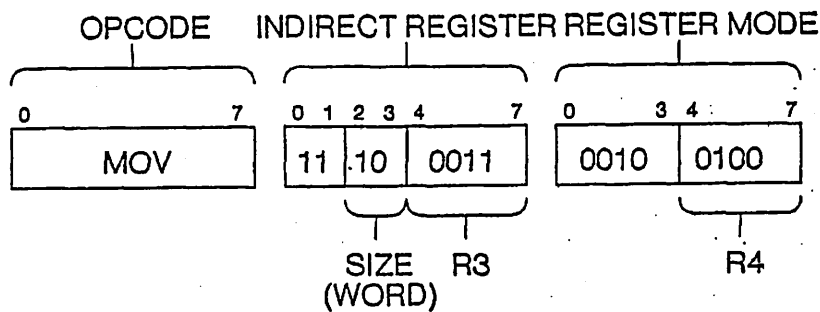 OPCODE INDIRECT REGISTER REGISTER MODE
0 7 0 1 2 3 4 7 0 3 4 7
MOV 11 10 0011 0010 0100
SIZE R3 R4
(WORD)